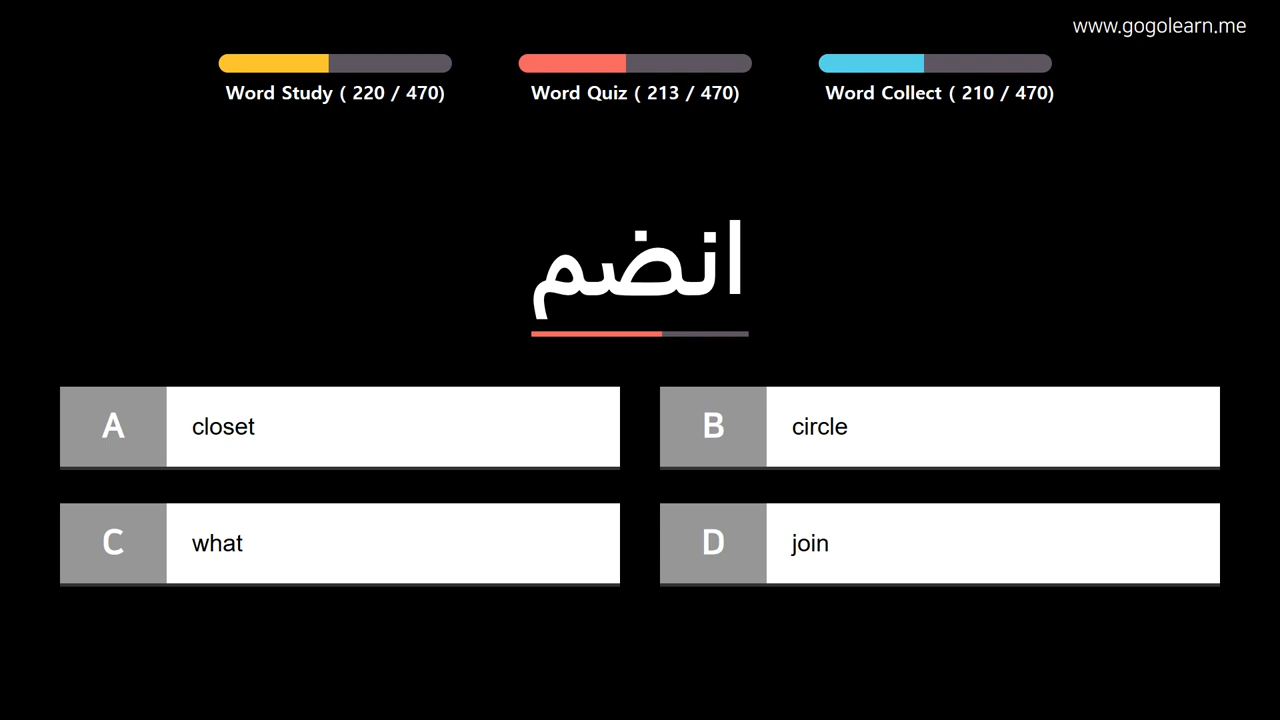 www.gogolearn.me
Word Study ( 220 / 470)
Word Quiz ( 213 / 470)
Word Collect ( 210 / 470)
انضم
A closet
B circle
C what
D join